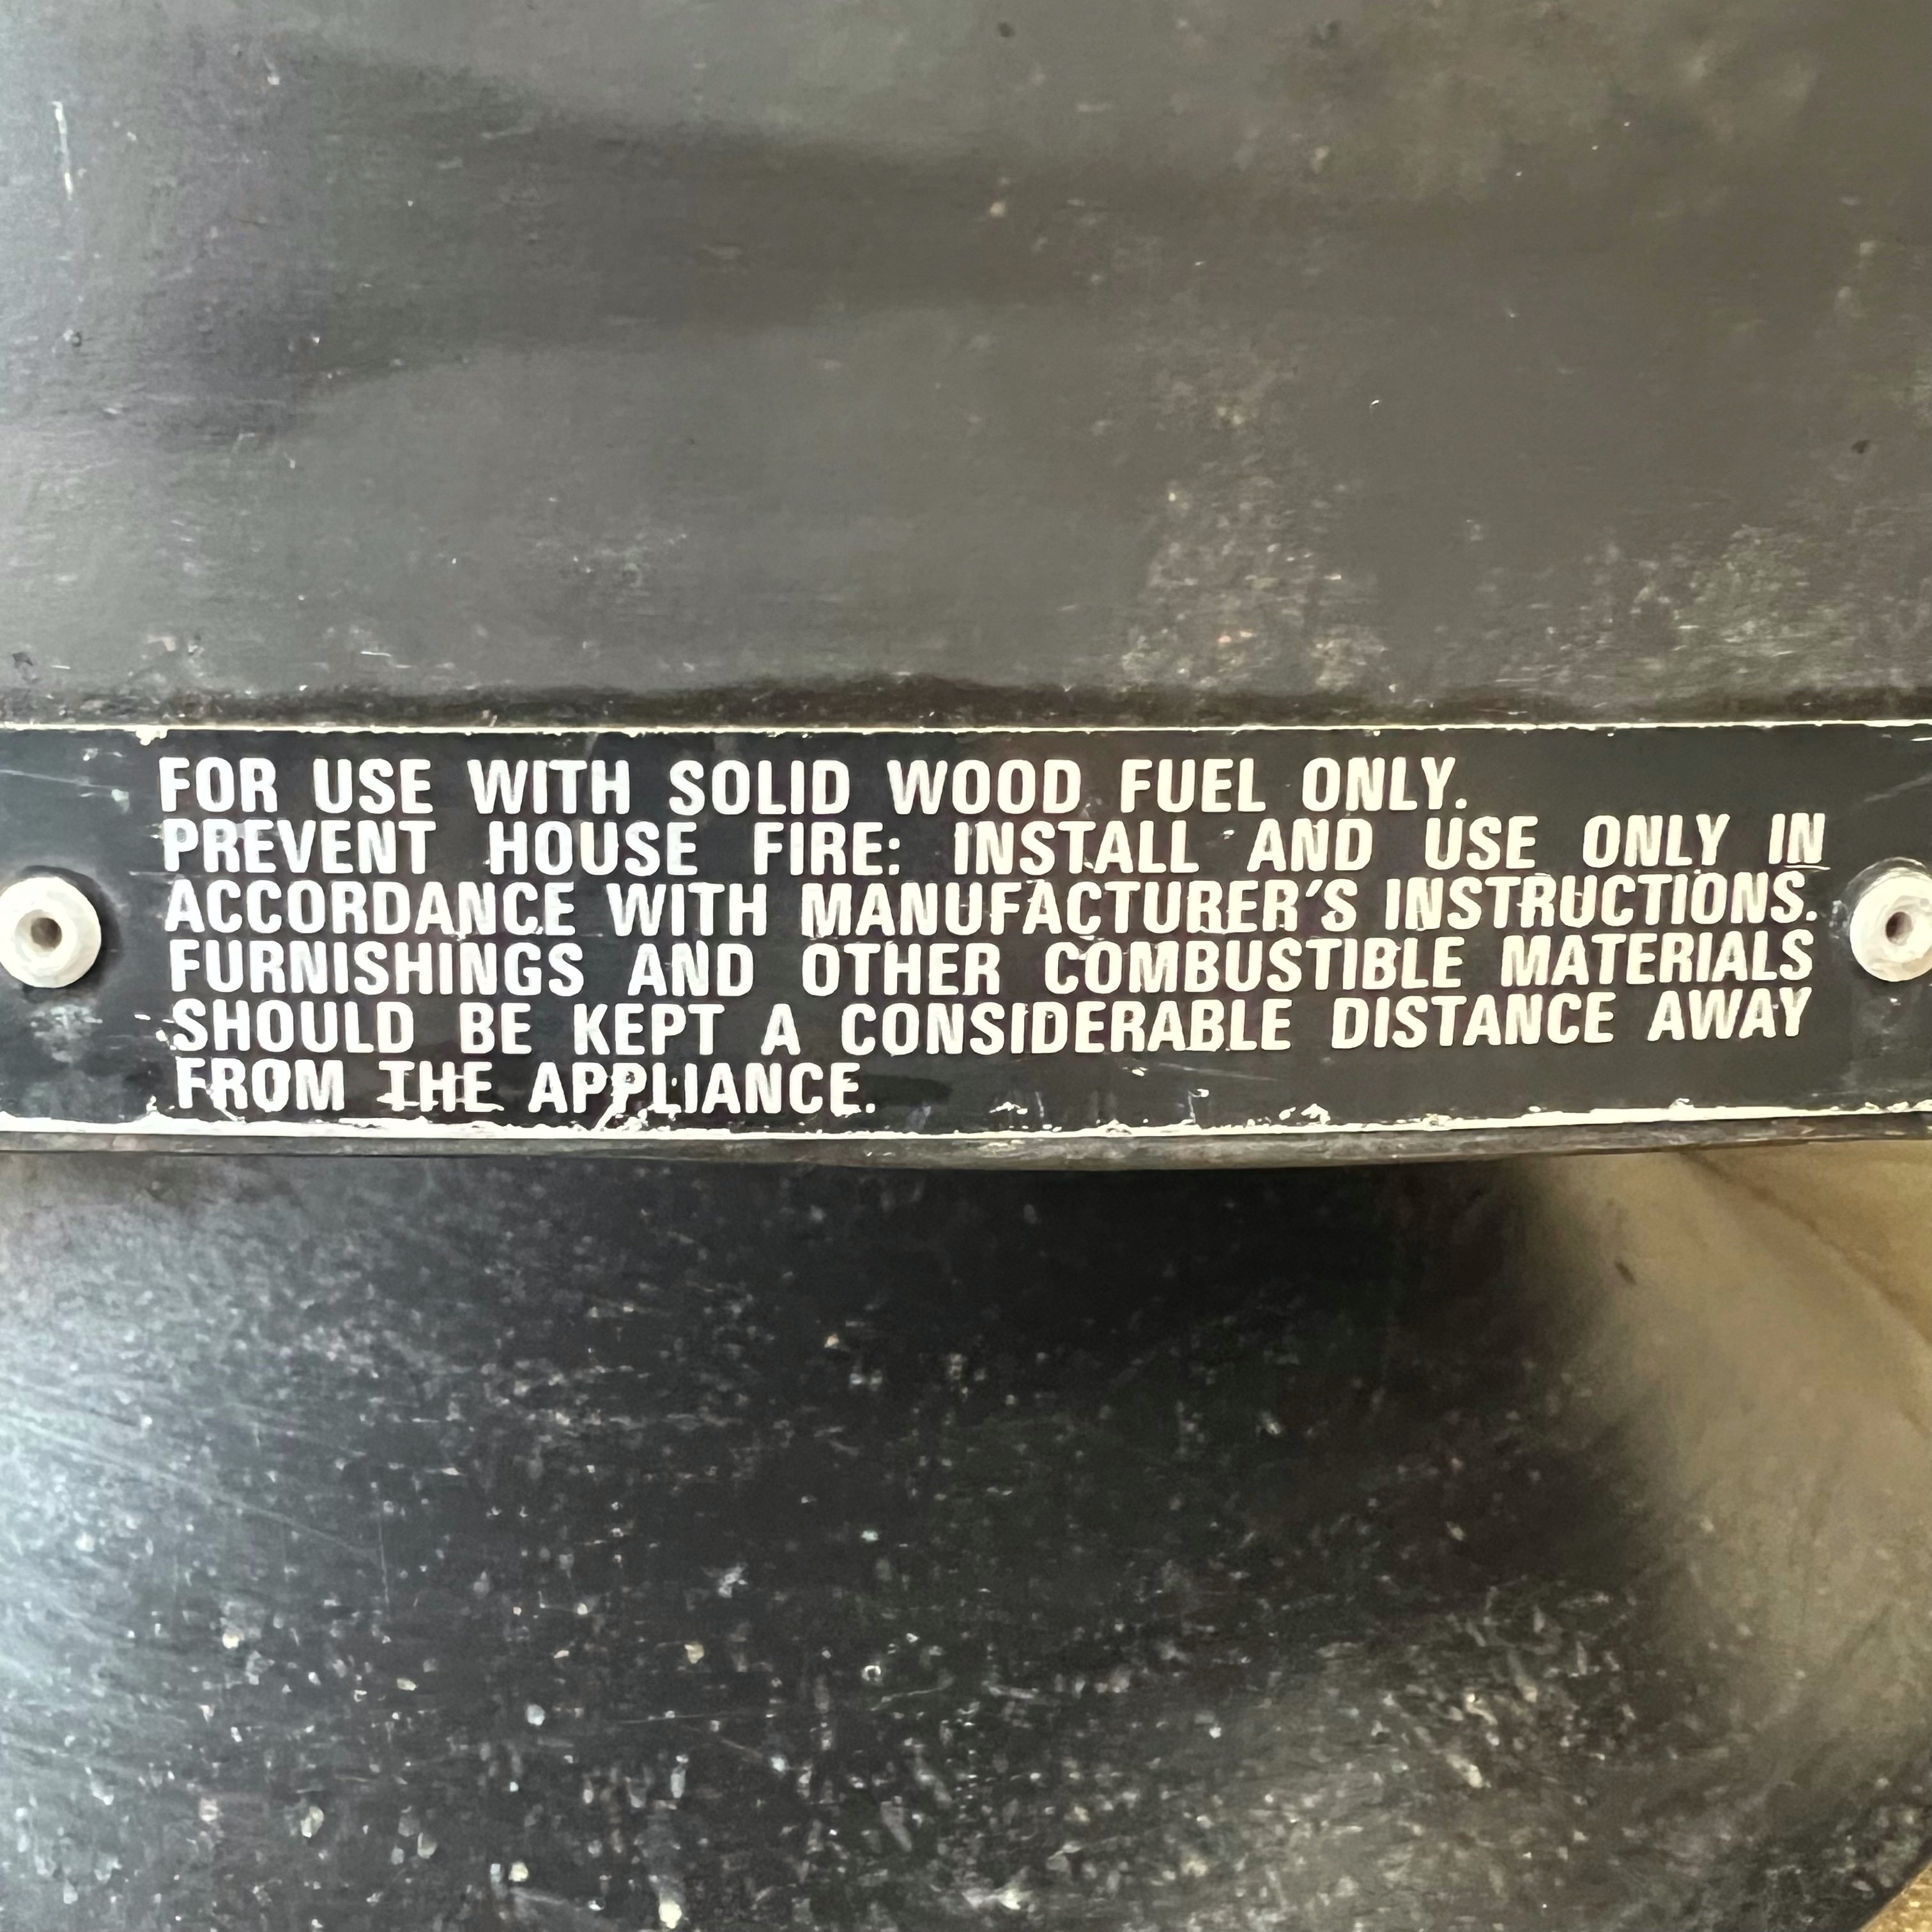 FOR USE WITH SOLID WOOD FUEL ONLY.
PREVENT HOUSE FIRE: INSTALL AND USE ONLY IN
ACCORDANCE WITH MANUFACTURER'S INSTRUCTIONS.
FURNISHINGS AND OTHER COMBUSTIBLE MATERIALS
SHOULD BE KEPT A CONSIDERABLE DISTANCE AWAY
FROM THE APPLIANCE.